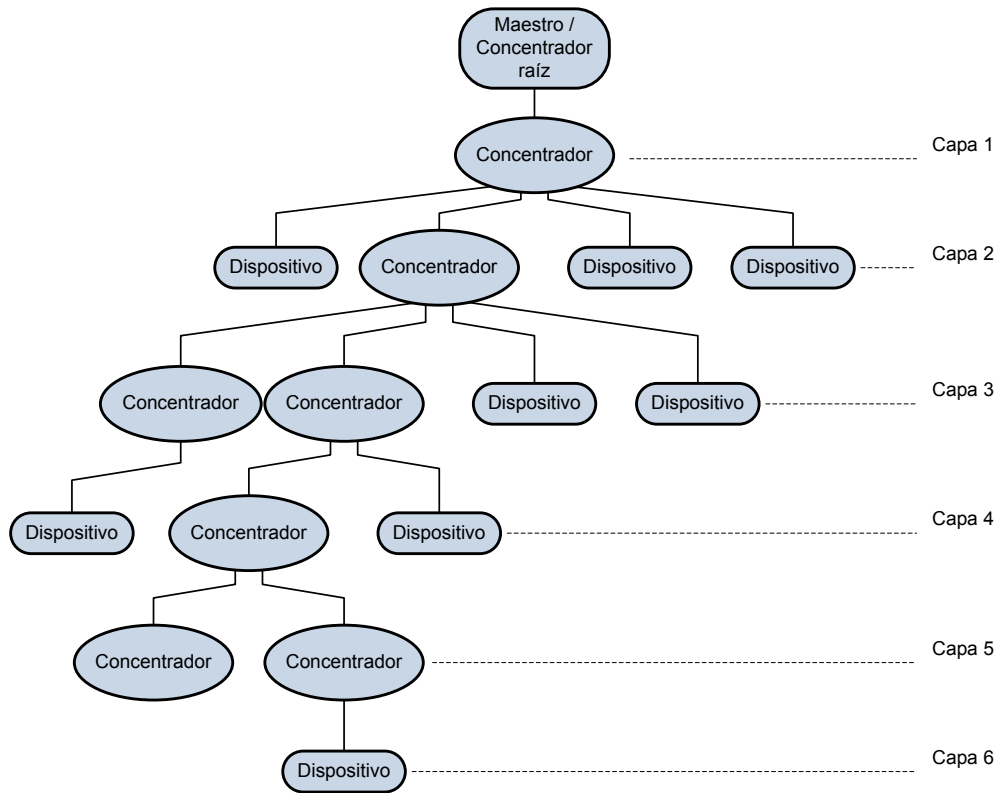 Maestro /
Concentrador
raíz
Concentrador
Capa 1
Dispositivo
Concentrador
Dispositivo
Dispositivo
Capa 2
Concentrador
Concentrador
Dispositivo
Dispositivo
Capa 3
Dispositivo
Concentrador
Dispositivo
Capa 4
Concentrador
Concentrador
Capa 5
Dispositivo
Capa 6